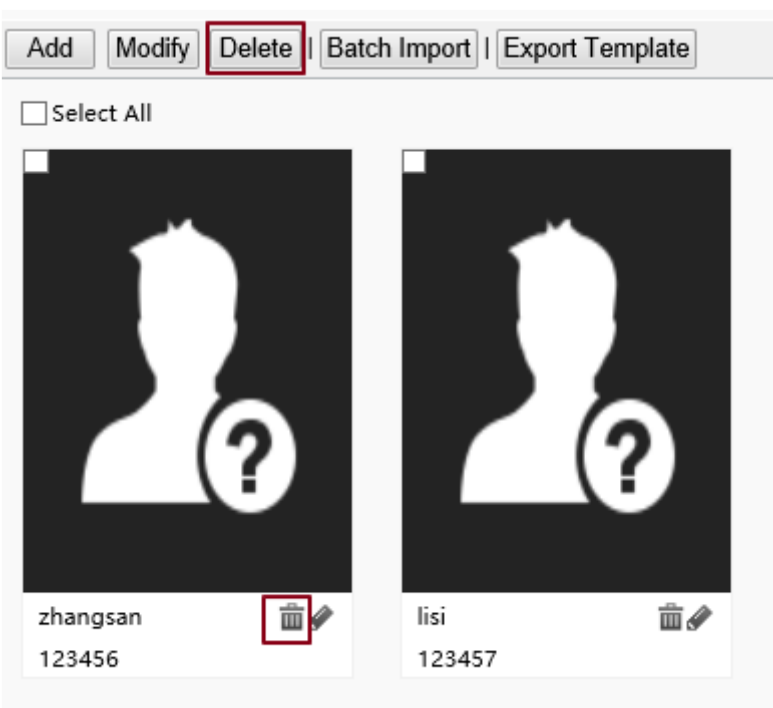 Add Modify Delete | Batch Import | Export Template
Select All
? ?
zhangsan lisi
123456 123457